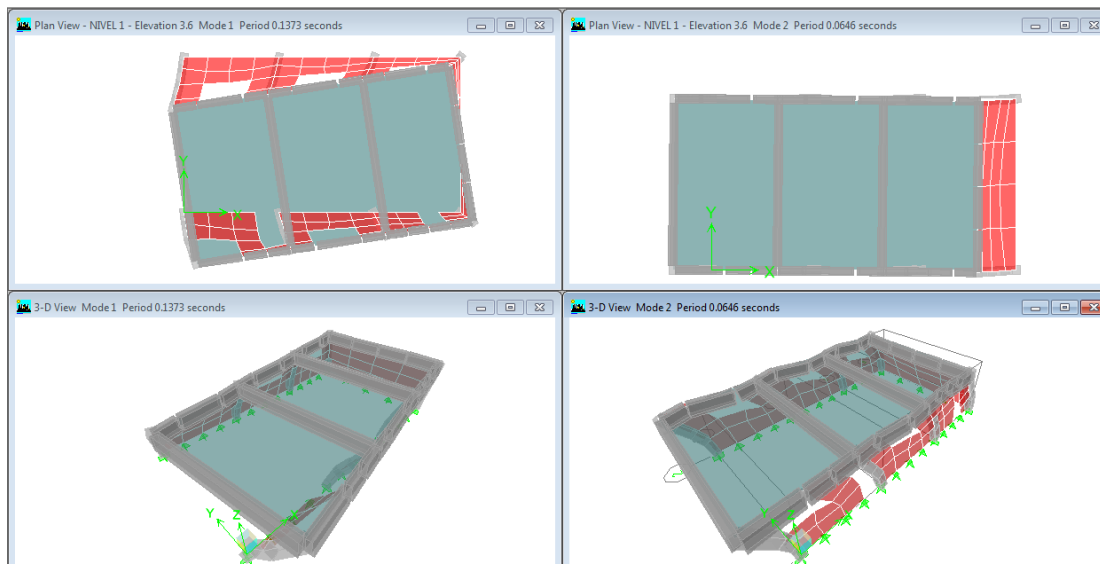 Plan View - NIVEL 1 - Elevation 3.6 Mode 1 Period 0.1373 seconds
Plan View - NIVEL 1 - Elevation 3.6 Mode 2 Period 0.0646 seconds
Y
X
Y
X
3-D View Mode 1 Period 0.1373 seconds
3-D View Mode 2 Period 0.0646 seconds
Y
Z
X
Y
Z
X